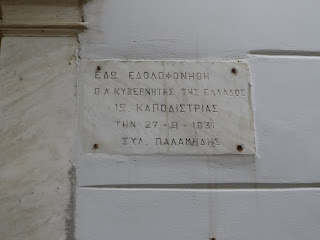 ΕΔΩ ΕΔΟΛΟΦΟΝΗΘΗ
Ο Α΄ ΚΥΒΕΡΝΗΤΗΣ ΤΗΣ ΕΛΛΑΔΟΣ
ΙΩ. ΚΑΠΟΔΙΣΤΡΙΑΣ
ΤΗΝ 27-9-1831
ΣΥΛ. ΠΑΛΑΜΗΔΗΣ